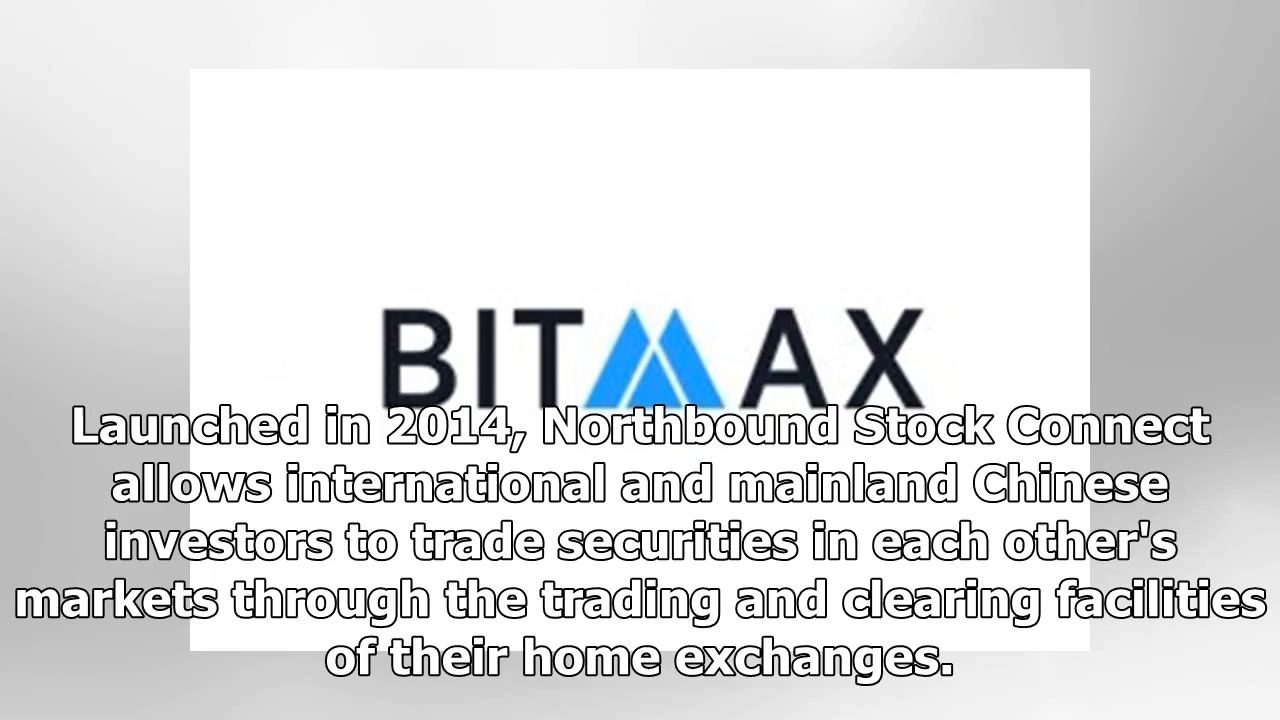 BITMAX
Launched in 2014, Northbound Stock Connect
allows international and mainland Chinese
investors to trade securities in each other's
markets through the trading and clearing facilities
of their home exchanges.